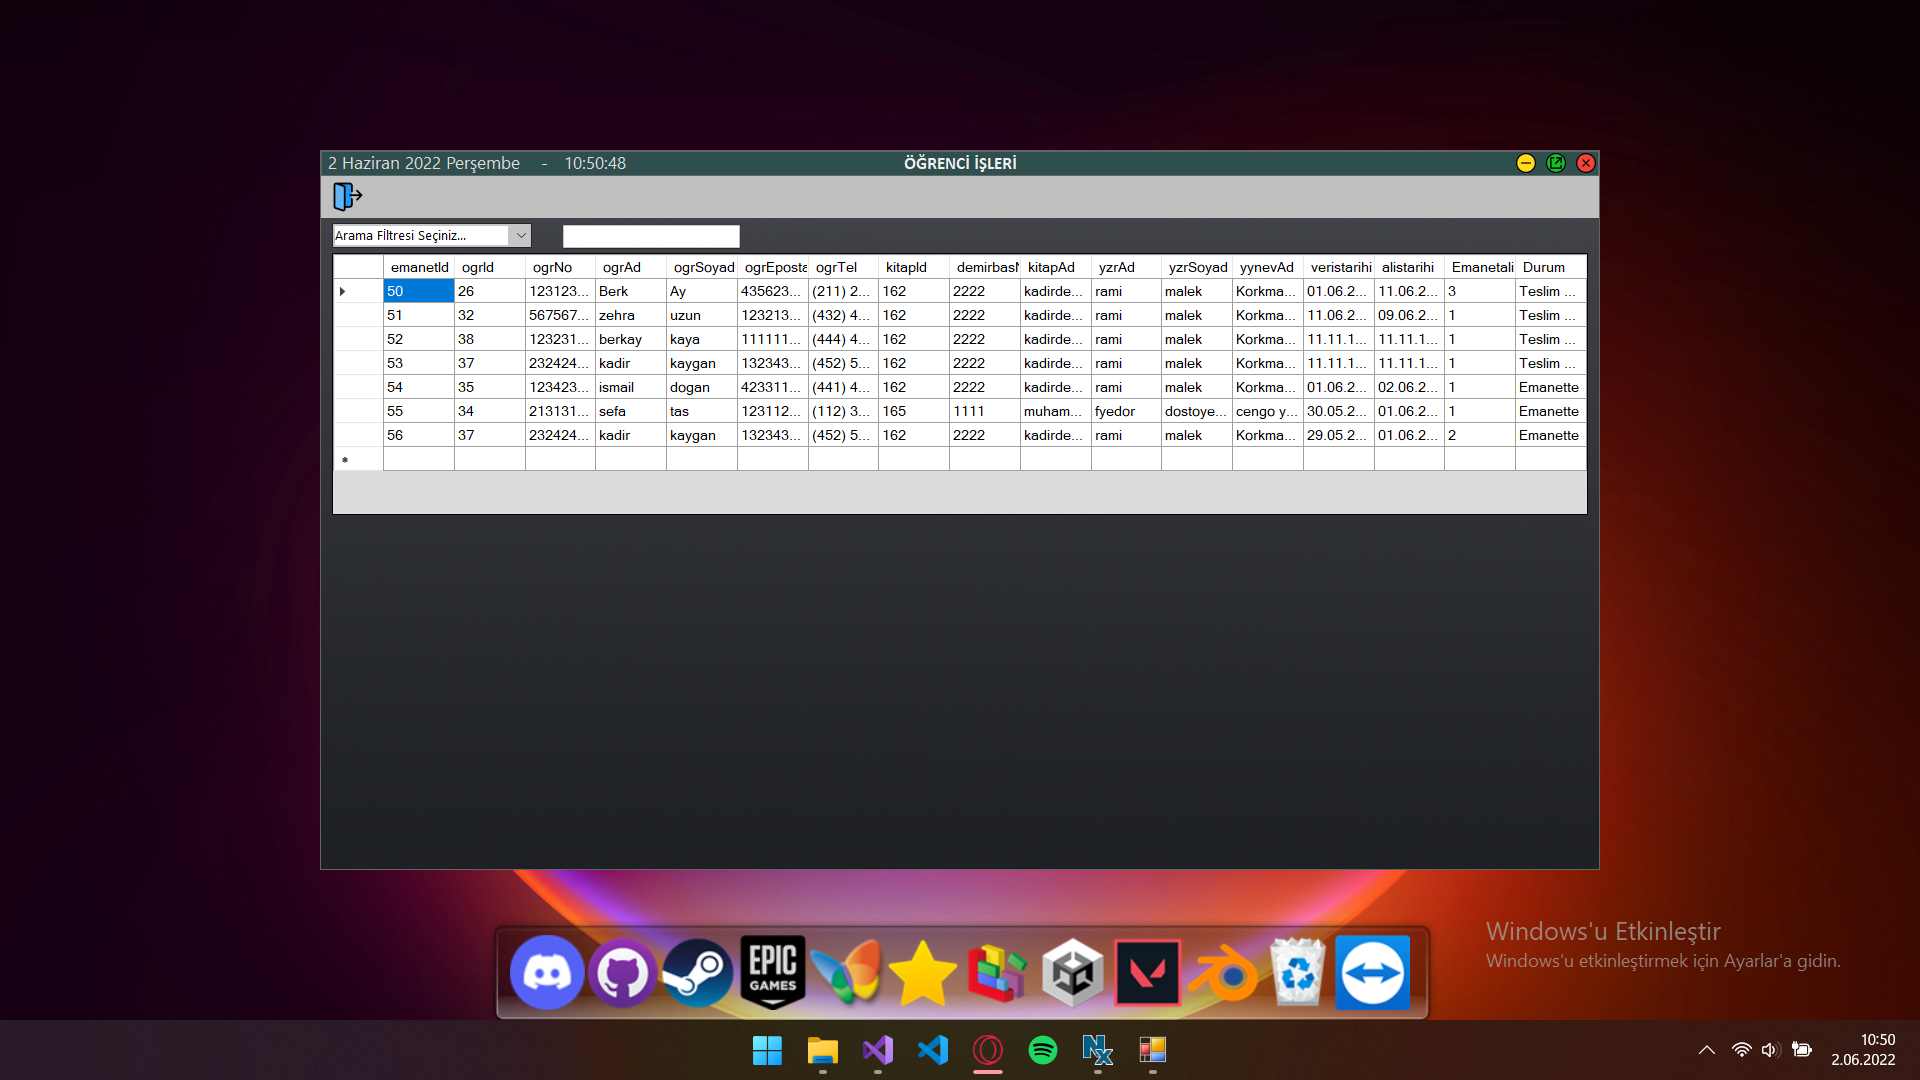 2 Haziran 2022 Perşembe - 10:50:48 ÖĞRENCİ İŞLERİ
Arama Fİltresi Seçiniz...
emanetId ogrId ogrNo ogrAd ogrSoyad ogrEposta ogrTel kitapId demirbasN kitapAd yzrAd yzrSoyad yynevAd veristarihi alistarihi Emanetali Durum
50 26 123123... Berk Ay 435623... (211) 2... 162 2222 kadirde... rami malek Korkma... 01.06.2... 11.06.2... 3 Teslim ...
51 32 567567... zehra uzun 123213... (432) 4... 162 2222 kadirde... rami malek Korkma... 11.06.2... 09.06.2... 1 Teslim ...
52 38 123231... berkay kaya 111111... (444) 4... 162 2222 kadirde... rami malek Korkma... 11.11.1... 11.11.1... 1 Teslim ...
53 37 232424... kadir kaygan 132343... (452) 5... 162 2222 kadirde... rami malek Korkma... 11.11.1... 11.11.1... 1 Teslim ...
54 35 123423... ismail dogan 423311... (441) 4... 162 2222 kadirde... rami malek Korkma... 01.06.2... 02.06.2... 1 Emanette
55 34 213131... sefa tas 123112... (112) 3... 165 1111 muham... fyedor dostoye... cengo y... 30.05.2... 01.06.2... 1 Emanette
56 37 232424... kadir kaygan 132343... (452) 5... 162 2222 kadirde... rami malek Korkma... 29.05.2... 01.06.2... 2 Emanette
Windows'u Etkinleştir
Windows'u etkinleştirmek için Ayarlar'a gidin.
EPIC
GAMES
10:50
2.06.2022